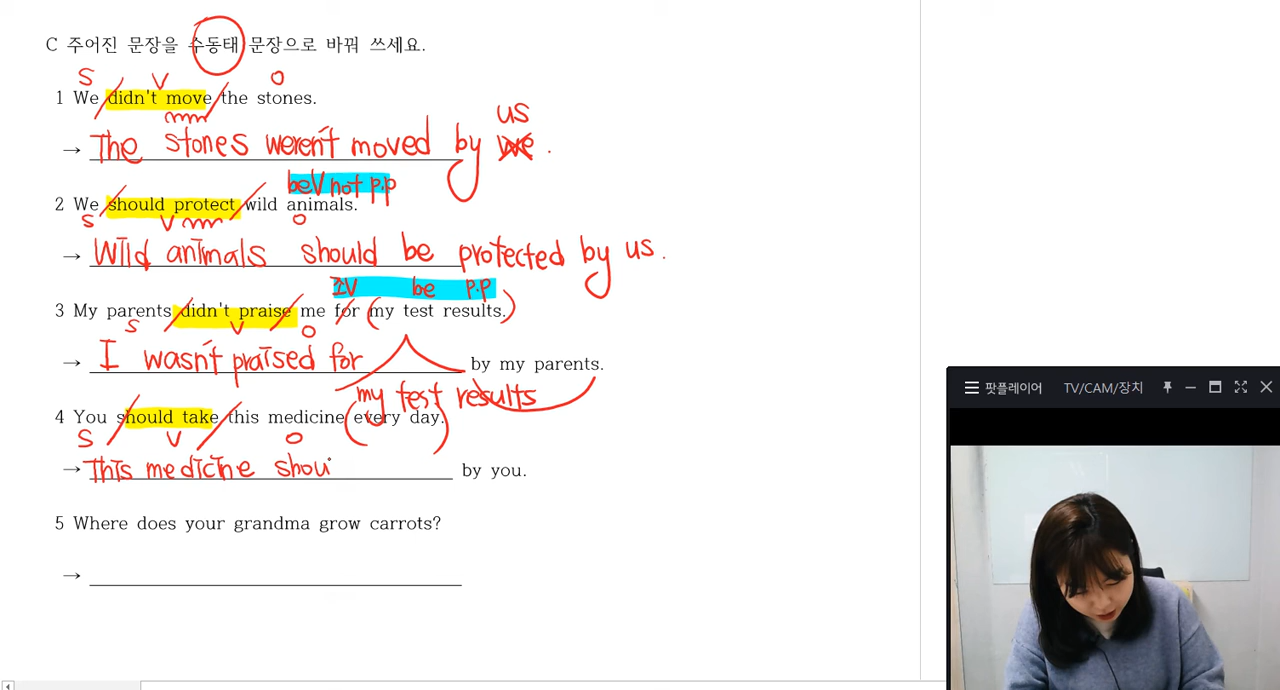 C 주어진 문장을 수동태 문장으로 바꿔 쓰세요.
S V O
1 We didn't move the stones.
us
→ The stones weren't moved by we .
beV not p.p
2 We should protect wild animals.
S V O
→ Wild animals should be protected by us .
조V be P.P
3 My parents didn't praise me for (my test results.)
S V O
→ I wasn't praised for by my parents.
my test results
4 You should take this medicine (every day.)
S V O
→ This medicine shou by you.
5 Where does your grandma grow carrots?
→
팟플레이어 TV/CAM/장치